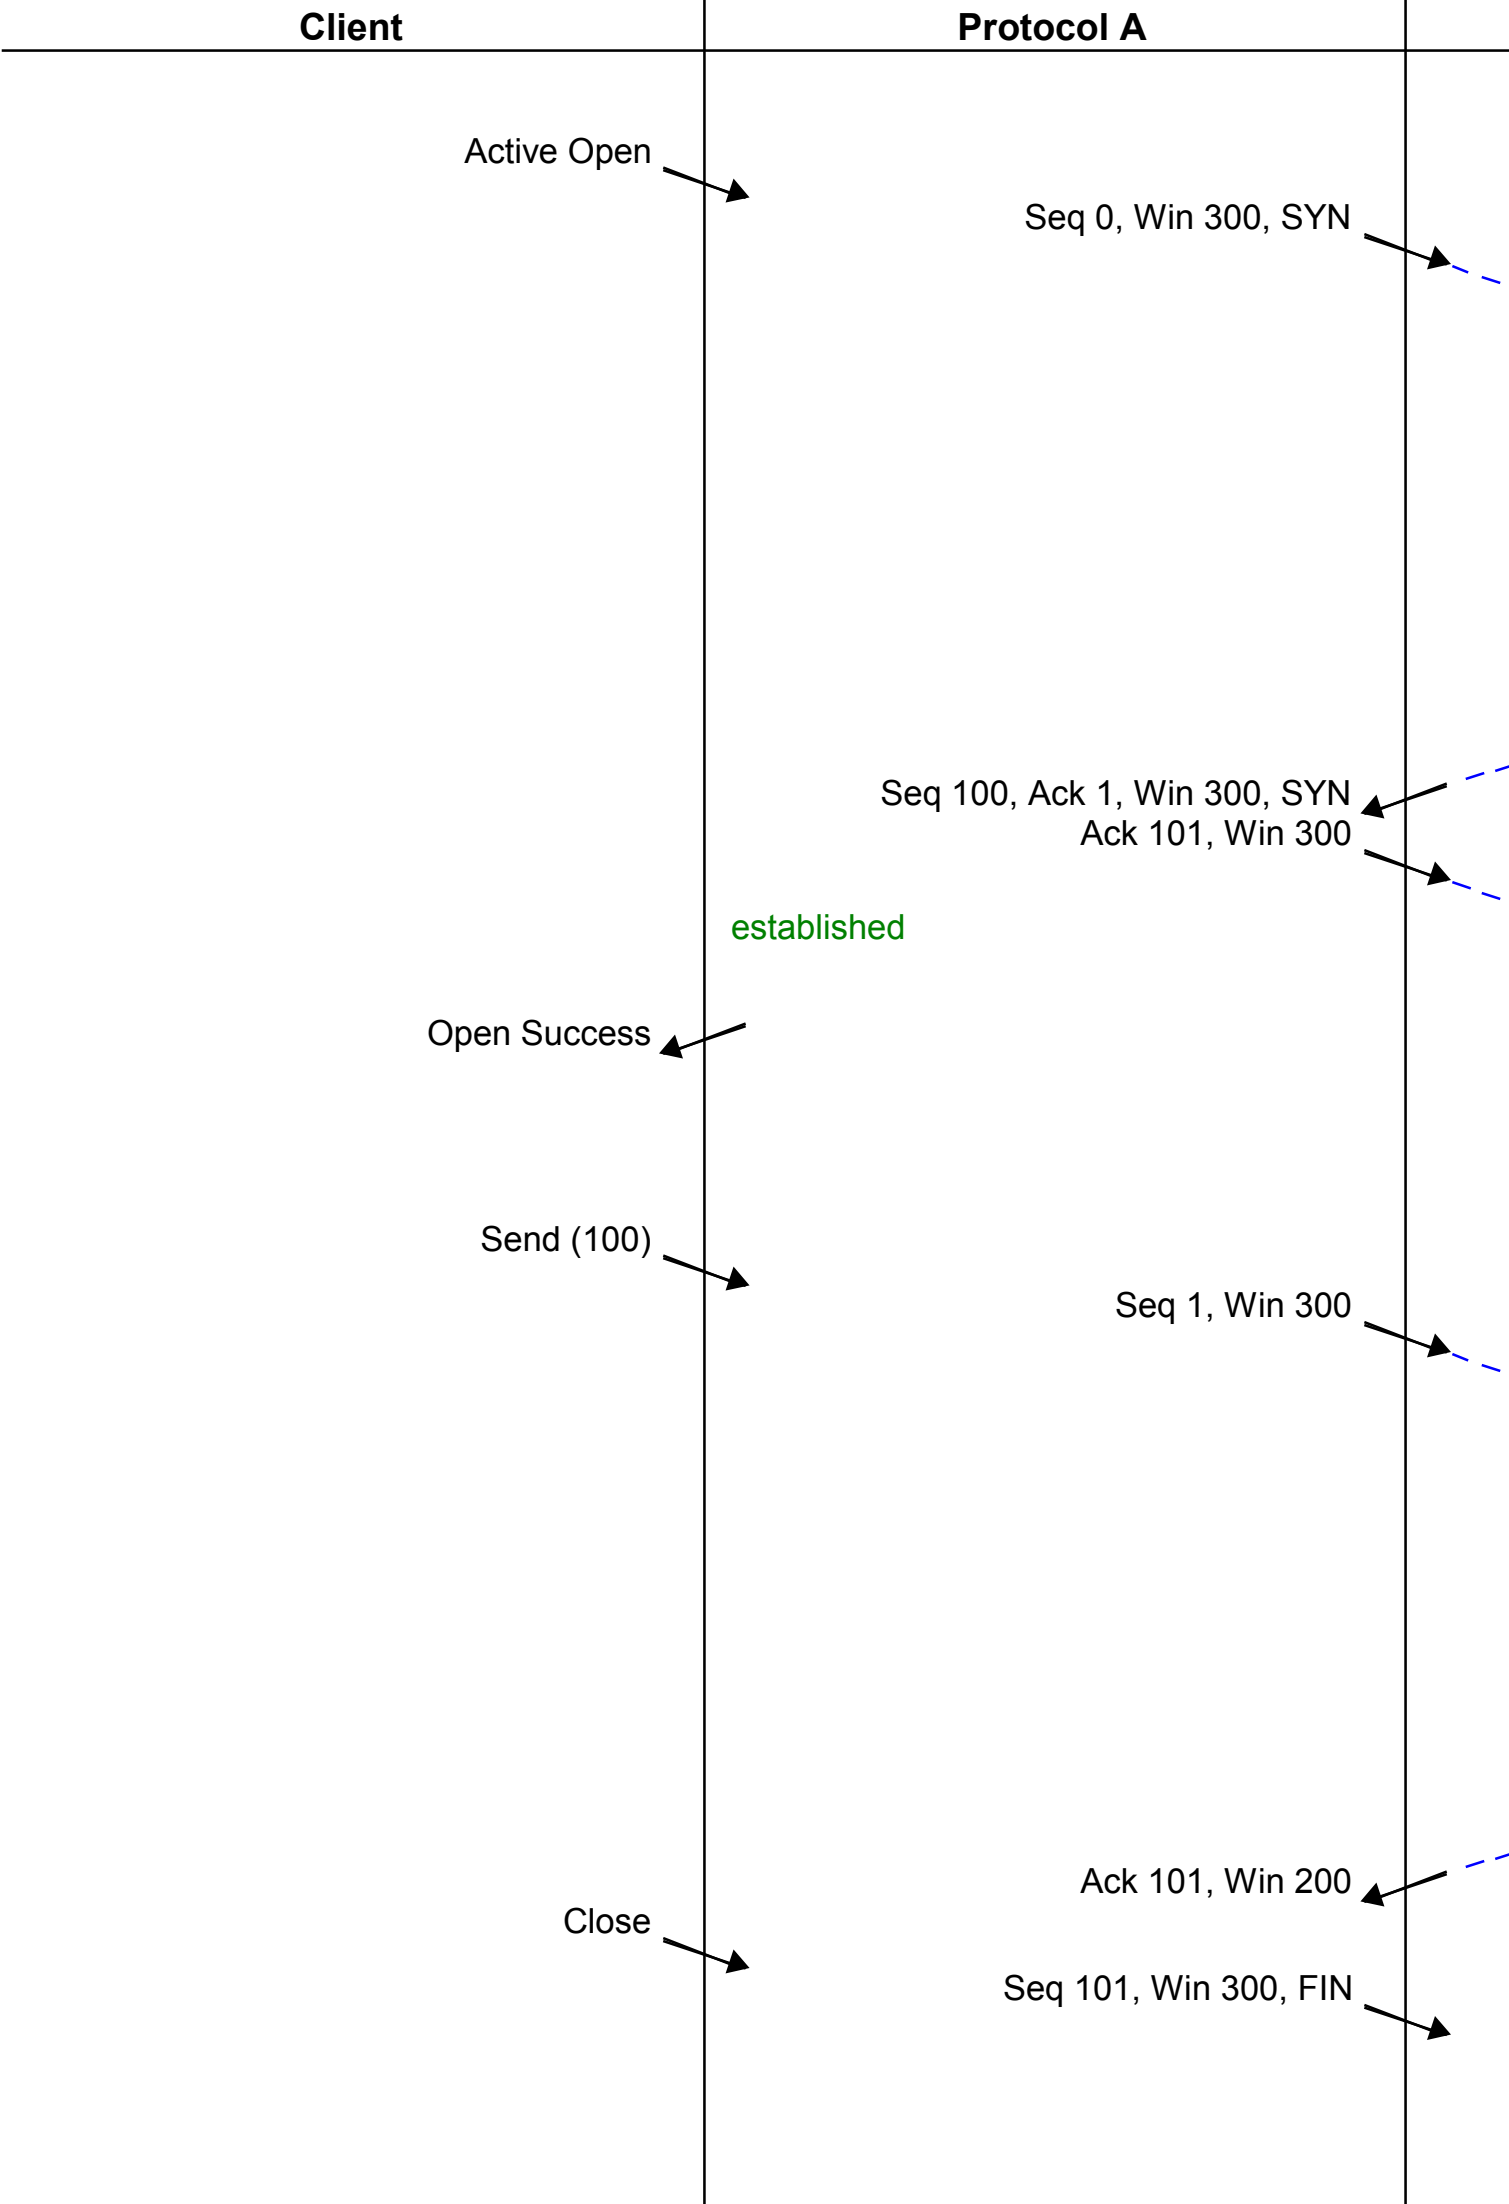 Client
Protocol A
Active Open
Seq 0, Win 300, SYN
Seq 100, Ack 1, Win 300, SYN
Ack 101, Win 300
established
Open Success
Send (100)
Seq 1, Win 300
Ack 101, Win 200
Close
Seq 101, Win 300, FIN